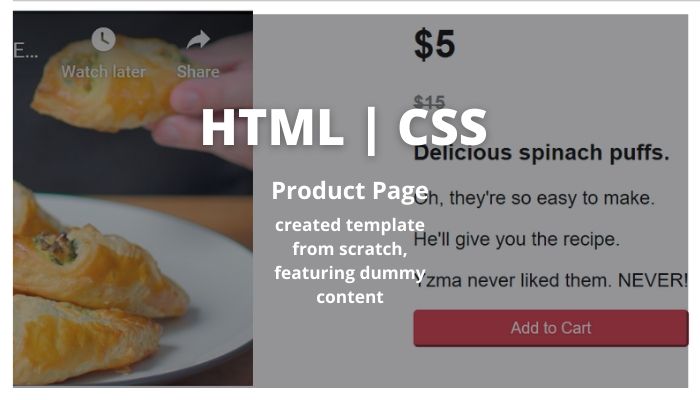 E...
Watch later
Share
$5
$15
HTML | CSS
Delicious spinach puffs.
Product Page
Oh, they're so easy to make.
created template
from scratch,
featuring dummy
content
He'll give you the recipe.
Yzma never liked them. NEVER!
Add to Cart